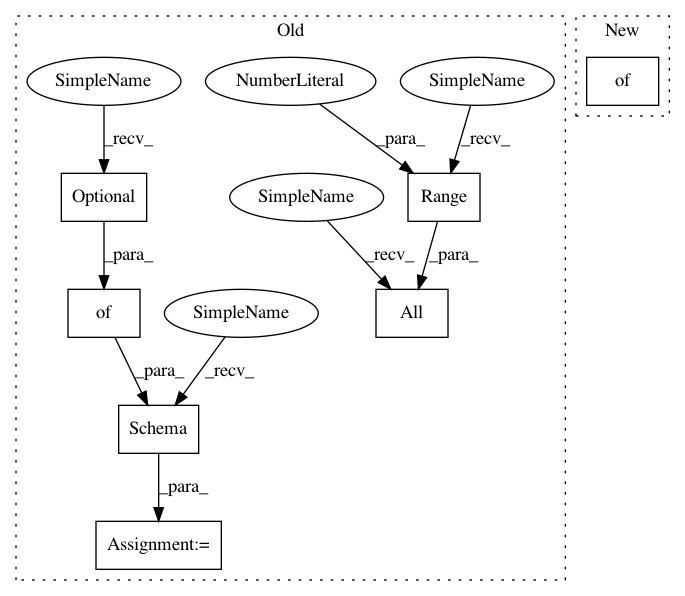 Old
New
SimpleName
NumberLiteral
SimpleName
of
_recv_
_para_
_recv_
Optional
SimpleName
Range
_para_
_recv_
_para_
of
SimpleName
All
_para_
_recv_
Schema
_para_
Assignment:=